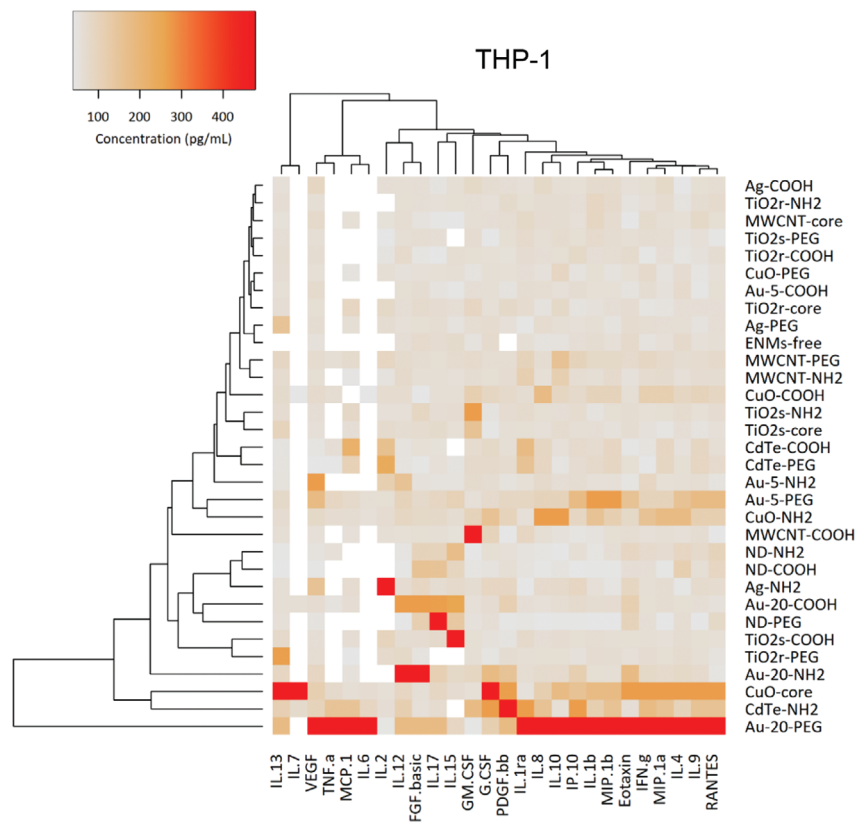 THP-1
100 200 300 400
Concentration (pg/mL)
Ag-COOH
TiO2r-NH2
MWCNT-core
TiO2s-PEG
TiO2r-COOH
CuO-PEG
Au-5-COOH
TiO2r-core
Ag-PEG
ENMs-free
MWCNT-PEG
MWCNT-NH2
CuO-COOH
TiO2s-NH2
TiO2s-core
CdTe-COOH
CdTe-PEG
Au-5-NH2
Au-5-PEG
CuO-NH2
MWCNT-COOH
ND-NH2
ND-COOH
Ag-NH2
Au-20-COOH
ND-PEG
TiO2s-COOH
TiO2r-PEG
Au-20-NH2
CuO-core
CdTe-NH2
Au-20-PEG
IL.13
IL.7
VEGF
TNF.a
MCP.1
IL.6
IL.2
IL.12
FGF.basic
IL.17
IL.15
GM.CSF
G.CSF
PDGF.bb
IL.1ra
IL.8
IL.10
IP.10
IL.1b
MIP.1b
Eotaxin
IFN.g
MIP.1a
IL.4
IL.9
RANTES